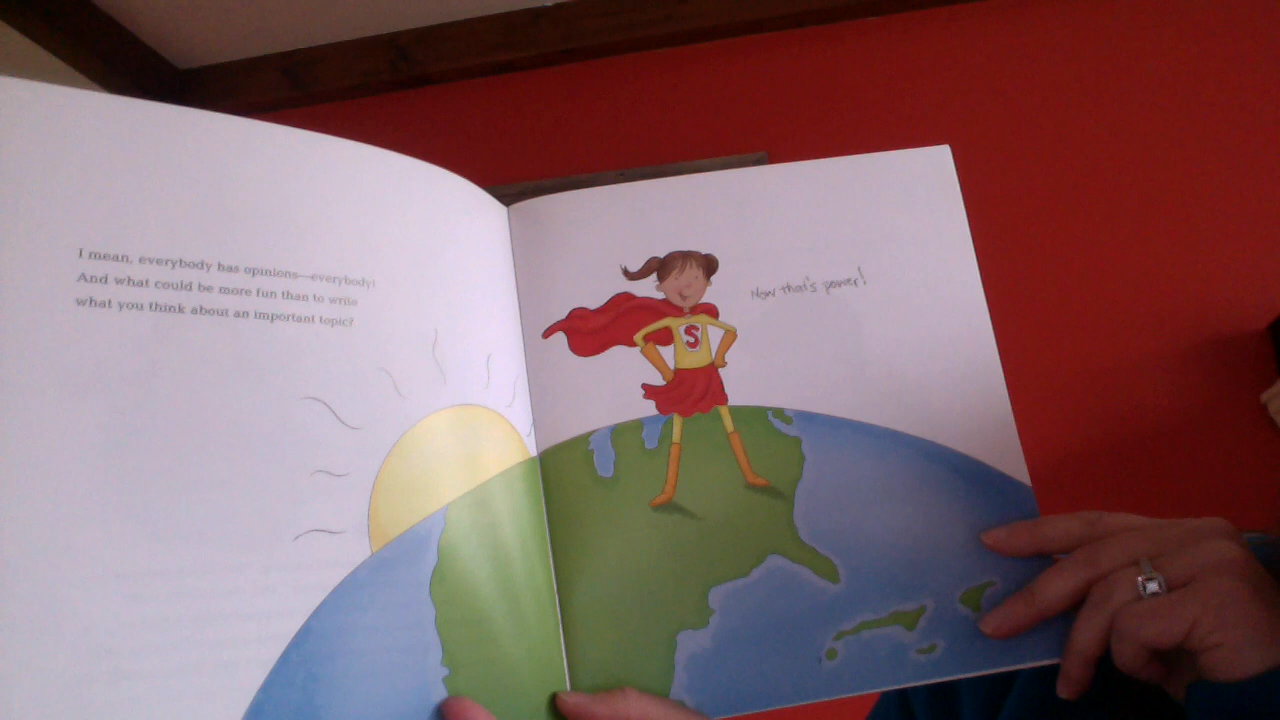 I mean, everybody has opinions—everybody!
And what could be more fun than to write
what you think about an important topic?
Now that's power!
S